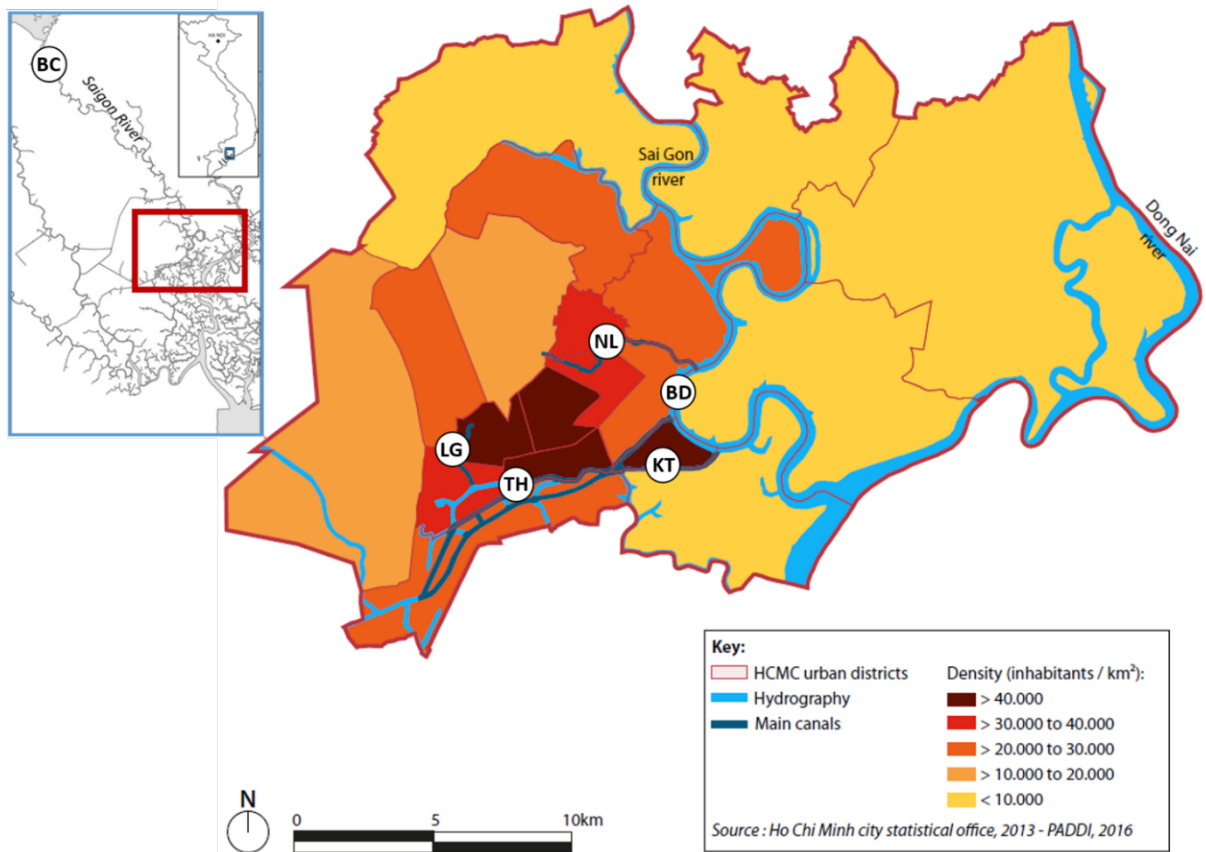 BC
Saigon River
HA NOI
Sai Gon
river
Dong Nai
river
NL
BD
LG
KT
TH
Key:
HCMC urban districts
Hydrography
Main canals
Density (inhabitants / km²):
> 40.000
> 30.000 to 40.000
> 20.000 to 30.000
> 10.000 to 20.000
< 10.000
Source : Ho Chi Minh city statistical office, 2013 - PADDI, 2016
N
0 5 10km